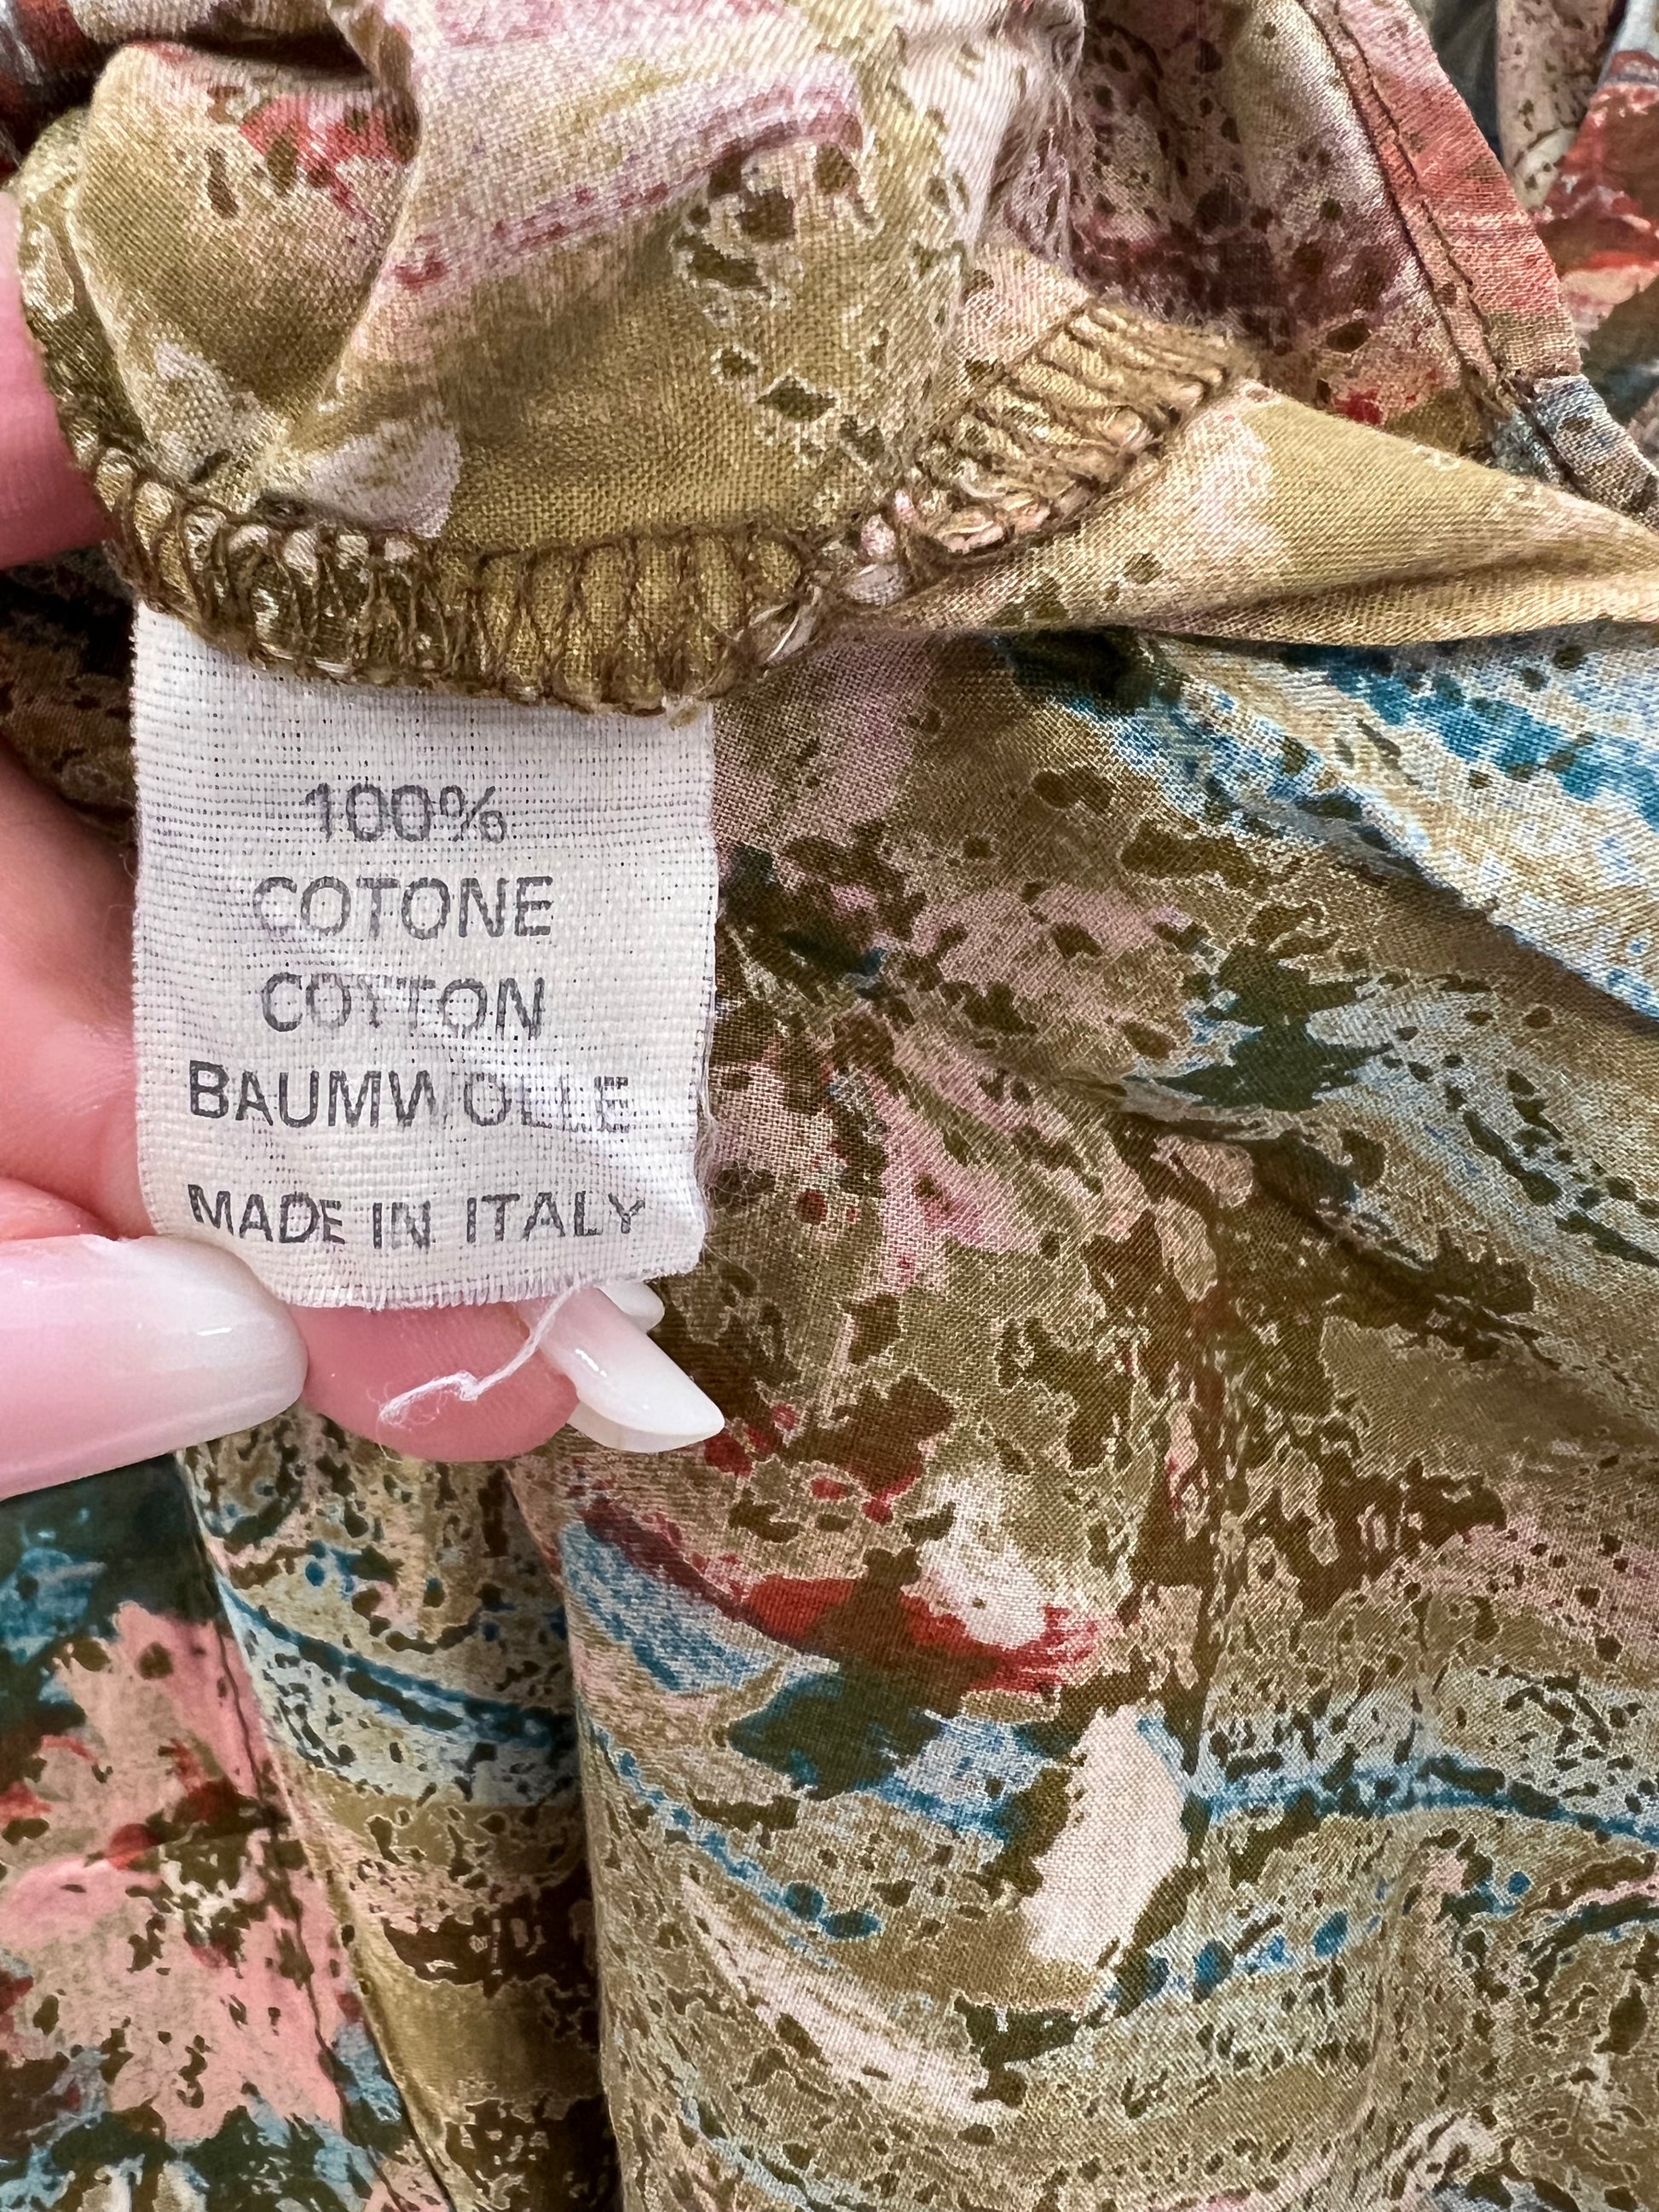 100%
COTONE
COTTON
BAUMWOLLE
MADE IN ITALY